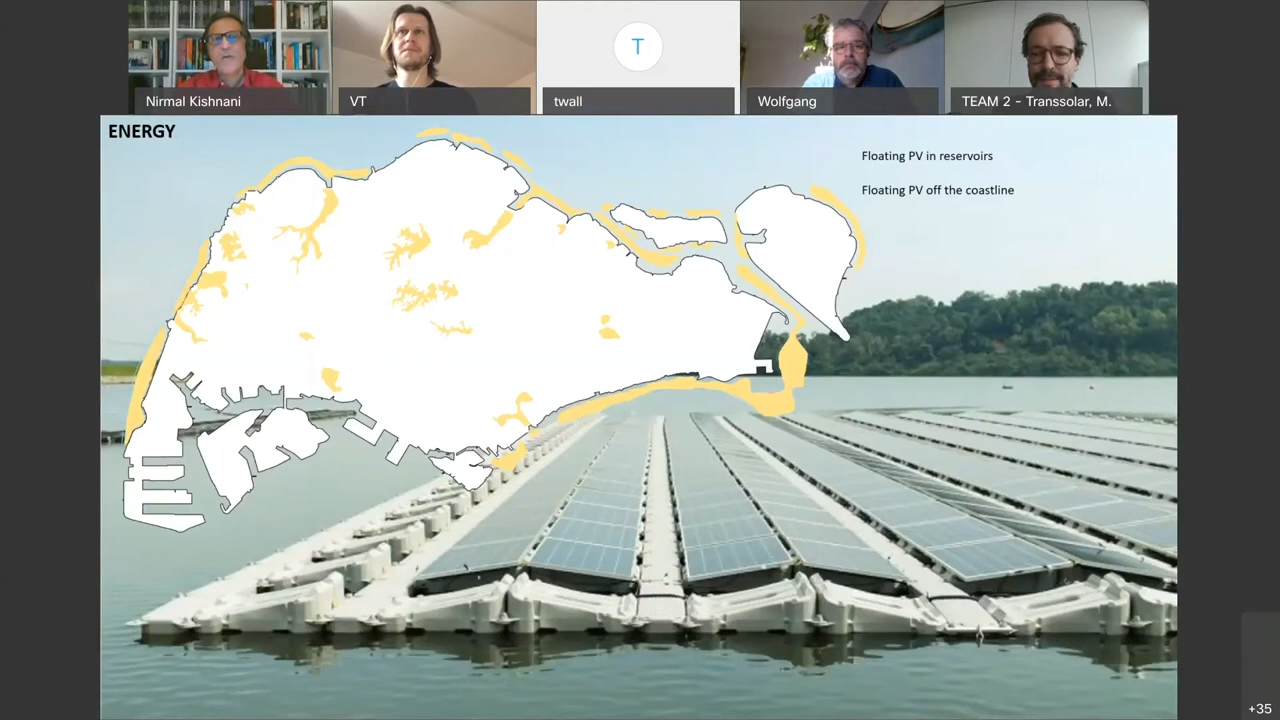 T
Nirmal Kishnani
VT
twall
Wolfgang
TEAM 2 - Transsolar, M.
ENERGY
Floating PV in reservoirs
Floating PV off the coastline
+35